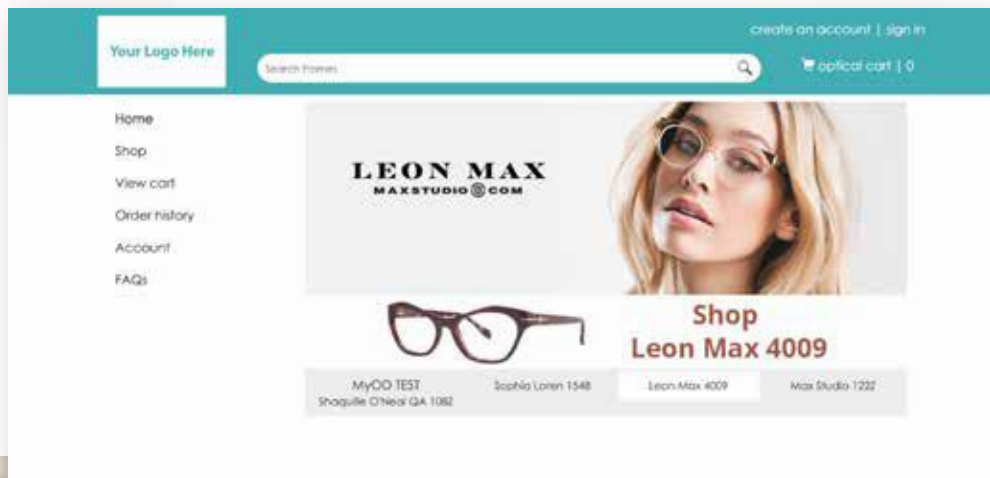 create an account | sign in
Your Logo Here
Search Frames
optical cart | 0
Home
Shop
View cart
Order history
Account
FAQs
LEON MAX
MAXSTUDIO COM
Shop
Leon Max 4009
MyOO TEST
Shaquille O'Neal QA 108Z
Sophia Loren 1548
Leon Max 4009
Max Studio 122Z